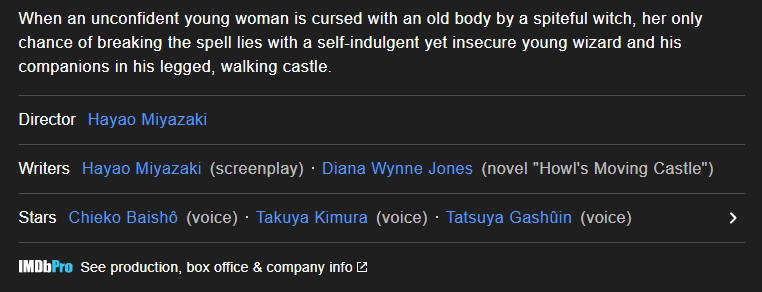 When an unconfident young woman is cursed with an old body by a spiteful witch, her only
chance of breaking the spell lies with a self-indulgent yet insecure young wizard and his
companions in his legged, walking castle.
Director Hayao Miyazaki
Writers Hayao Miyazaki (screenplay) · Diana Wynne Jones (novel "Howl's Moving Castle")
Stars Chieko Baishô (voice) · Takuya Kimura (voice) · Tatsuya Gashûin (voice)
IMDbPro See production, box office & company info